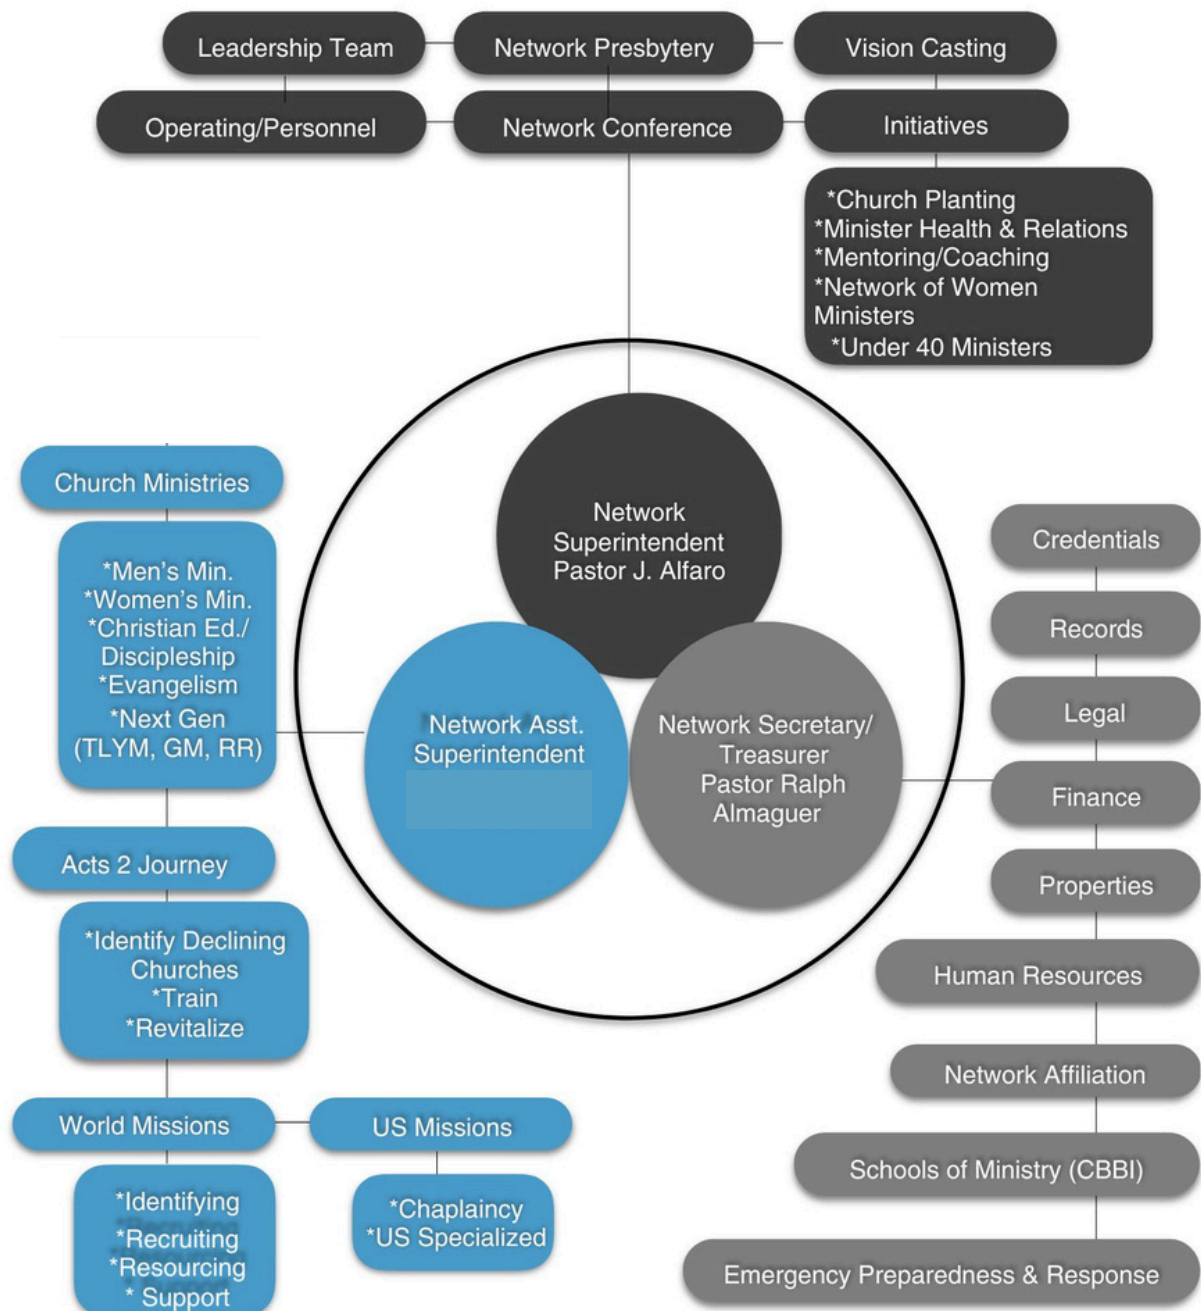 Leadership Team
Network Presbytery
Vision Casting
Operating/Personnel
Network Conference
Initiatives
*Church Planting
*Minister Health & Relations
*Mentoring/Coaching
*Network of Women
Ministers
*Under 40 Ministers
Network
Superintendent
Pastor J. Alfaro
Church Ministries
*Men's Min.
*Women's Min.
*Christian Ed./
Discipleship
*Evangelism
*Next Gen
(TLYM, GM, RR)
Network Asst.
Superintendent
Network Secretary/
Treasurer
Pastor Ralph
Almaguer
Credentials
Records
Legal
Finance
Properties
Human Resources
Network Affiliation
Schools of Ministry (CBBI)
Emergency Preparedness & Response
Acts 2 Journey
*Identify Declining
Churches
*Train
*Revitalize
World Missions
US Missions
*Identifying
*Recruiting
*Resourcing
* Support
*Chaplaincy
*US Specialized